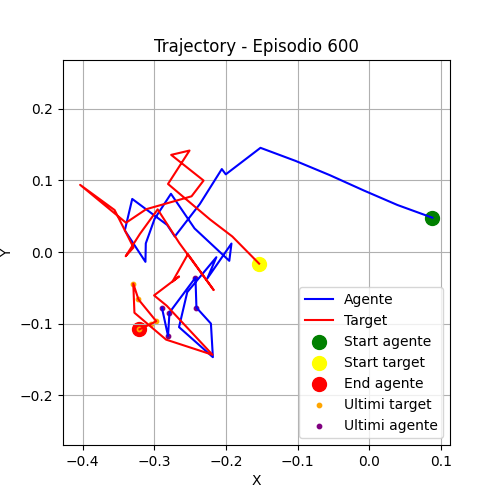 Trajectory - Episodio 600
0.2
0.1
0.0
−0.1
−0.2
Y
−0.4
−0.3
−0.2
−0.1
0.0
0.1
X
Agente
Target
Start agente
Start target
End agente
Ultimi target
Ultimi agente